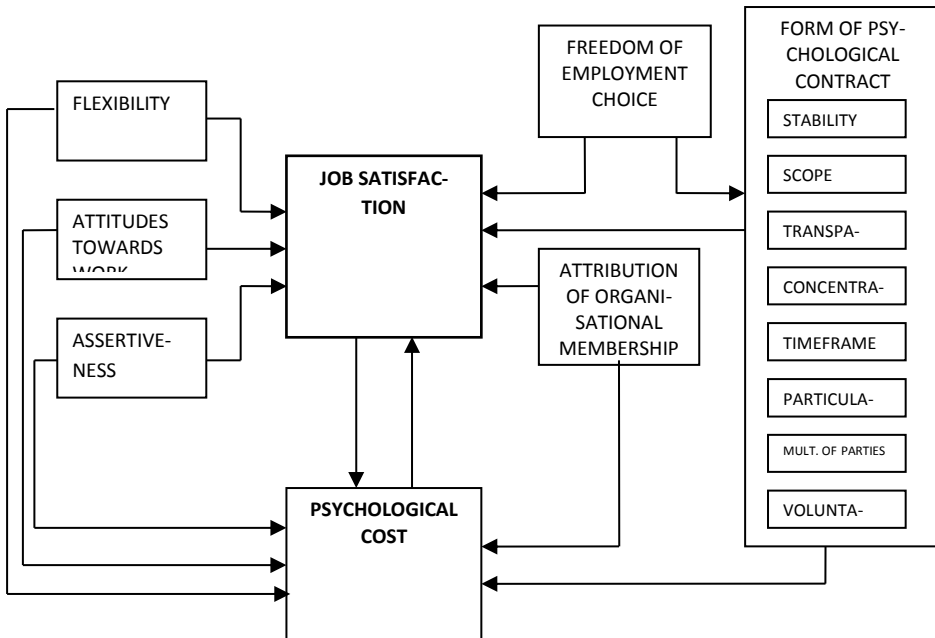 FLEXIBILITY
ATTITUDES
TOWARDS
WORK
ASSERTIVE-
NESS
JOB SATISFAC-
TION
PSYCHOLOGICAL
COST
FREEDOM OF
EMPLOYMENT
CHOICE
ATTRIBUTION
OF ORGANI-
SATIONAL
MEMBERSHIP
FORM OF PSY-
CHOLOGICAL
CONTRACT
STABILITY
SCOPE
TRANSPA-
CONCENTRA-
TIMEFRAME
PARTICULA-
MULT. OF PARTIES
VOLUNTA-